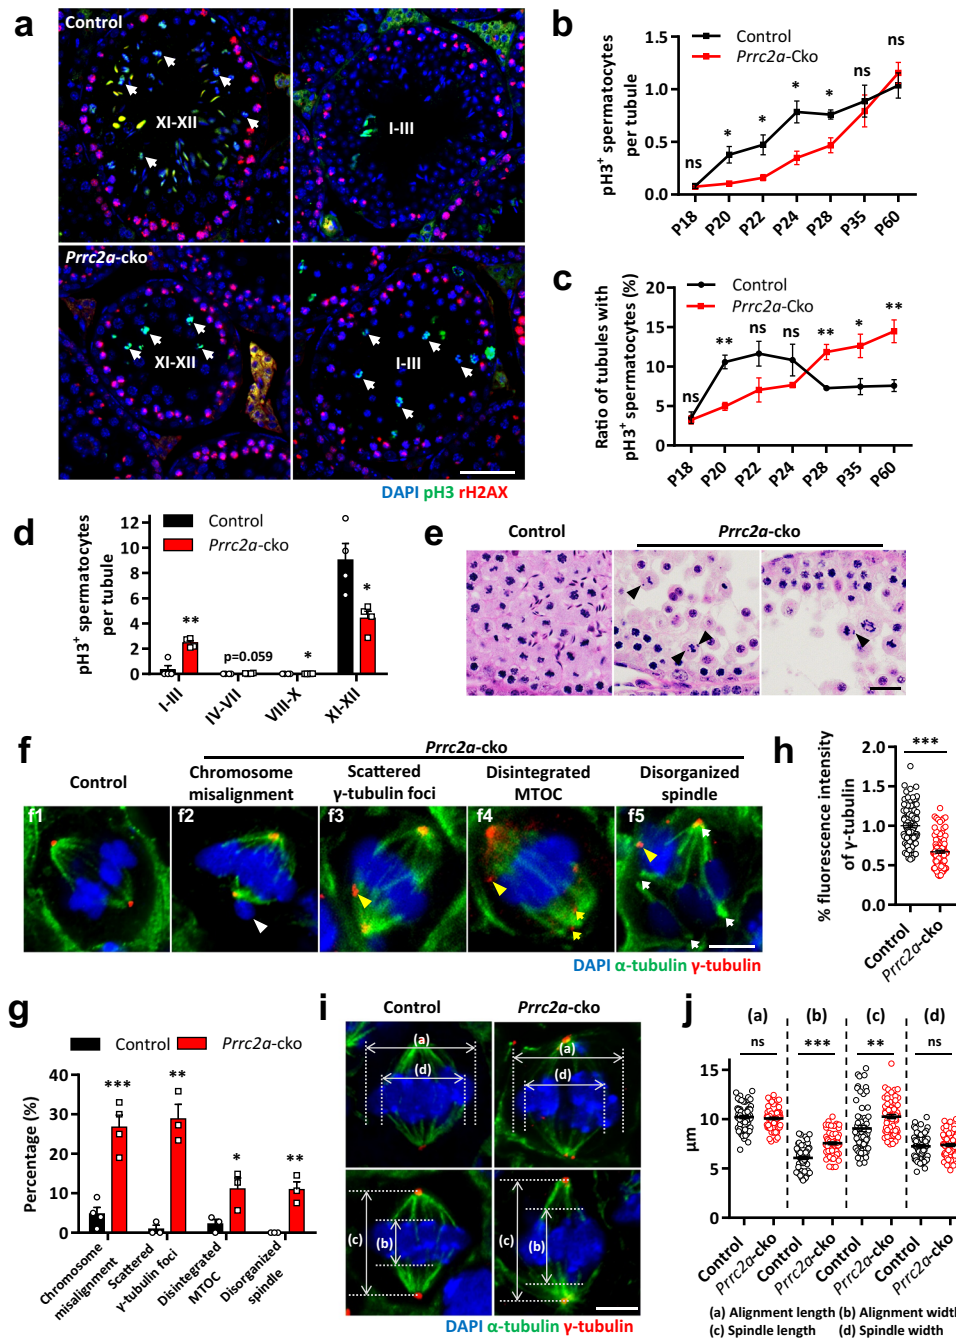 a
Control
XI-XII
I-III
Prrc2a-cko
XI-XII
I-III
DAPI pH3 rH2AX
b
Control
Prrc2a-Cko
pH3+ spermatocytes
per tubule
1.5
1.0
0.5
0.0
ns
*
*
*
*
ns
ns
P18
P20
P22
P24
P28
P35
P60
c
Control
Prrc2a-Cko
Ratio of tubules with
pH3+ spermatocytes (%)
20
15
10
5
0
ns
**
ns
ns
**
*
**
P18
P20
P22
P24
P28
P35
P60
d
Control
Prrc2a-cko
pH3+ spermatocytes
per tubule
12
10
8
6
4
2
0
**
p=0.059
*
*
I-III
IV-VII
VIII-X
XI-XII
e
Control
Prrc2a-cko
f
Prrc2a-cko
Control
Chromosome
misalignment
Scattered
γ-tubulin foci
Disintegrated
MTOC
Disorganized
spindle
f1
f2
f3
f4
f5
DAPI α-tubulin γ-tubulin
h
% fluorescence intensity
of γ-tubulin
2.0
1.5
1.0
0.5
0.0
***
Control
Prrc2a-cko
g
Control
Prrc2a-cko
Percentage (%)
40
30
20
10
0
***
**
*
**
Chromosome
misalignment
Scattered
γ-tubulin foci
Disintegrated
MTOC
Disorganized
spindle
i
Control
Prrc2a-cko
(a)
(d)
(a)
(d)
(c)
(b)
(c)
(b)
DAPI α-tubulin γ-tubulin
j
(a)
(b)
(c)
(d)
ns
***
**
ns
μm
15
10
5
0
Control
Prrc2a-cko
Control
Prrc2a-cko
Control
Prrc2a-cko
Control
Prrc2a-cko
(a) Alignment length (b) Alignment width
(c) Spindle length (d) Spindle width